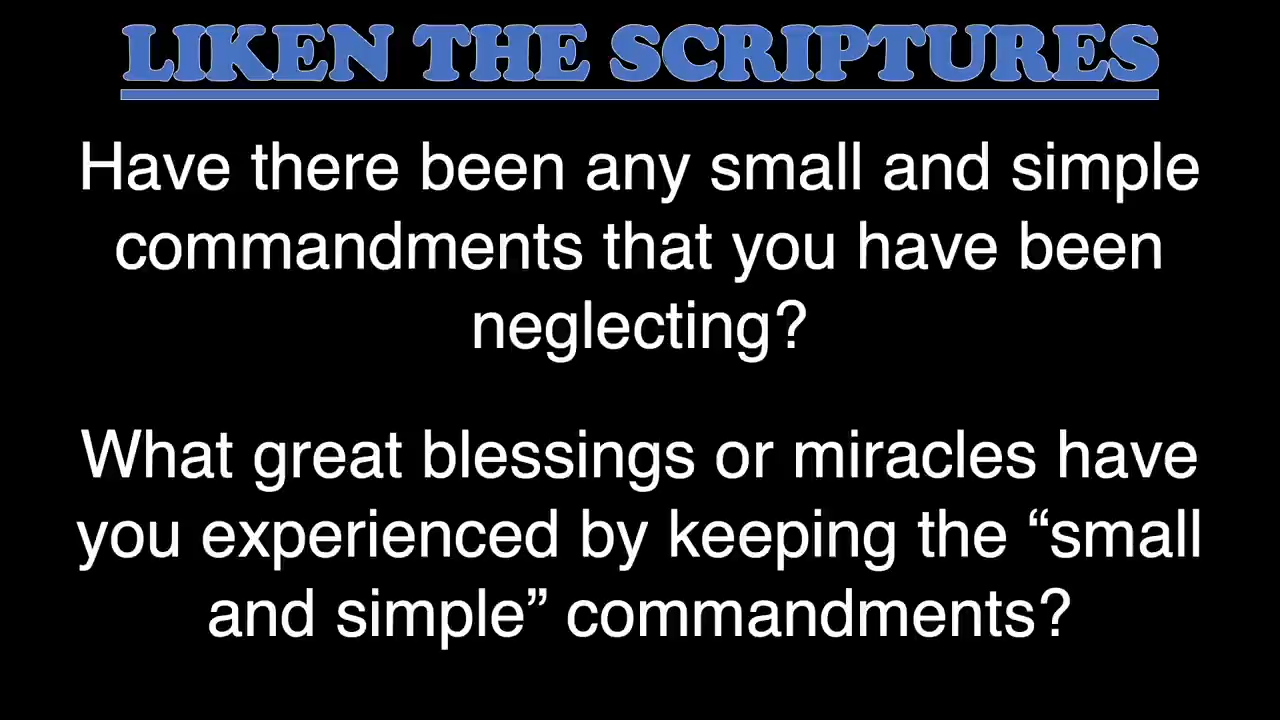 LIKEN THE SCRIPTURES
Have there been any small and simple
commandments that you have been
neglecting?
What great blessings or miracles have
you experienced by keeping the “small
and simple” commandments?